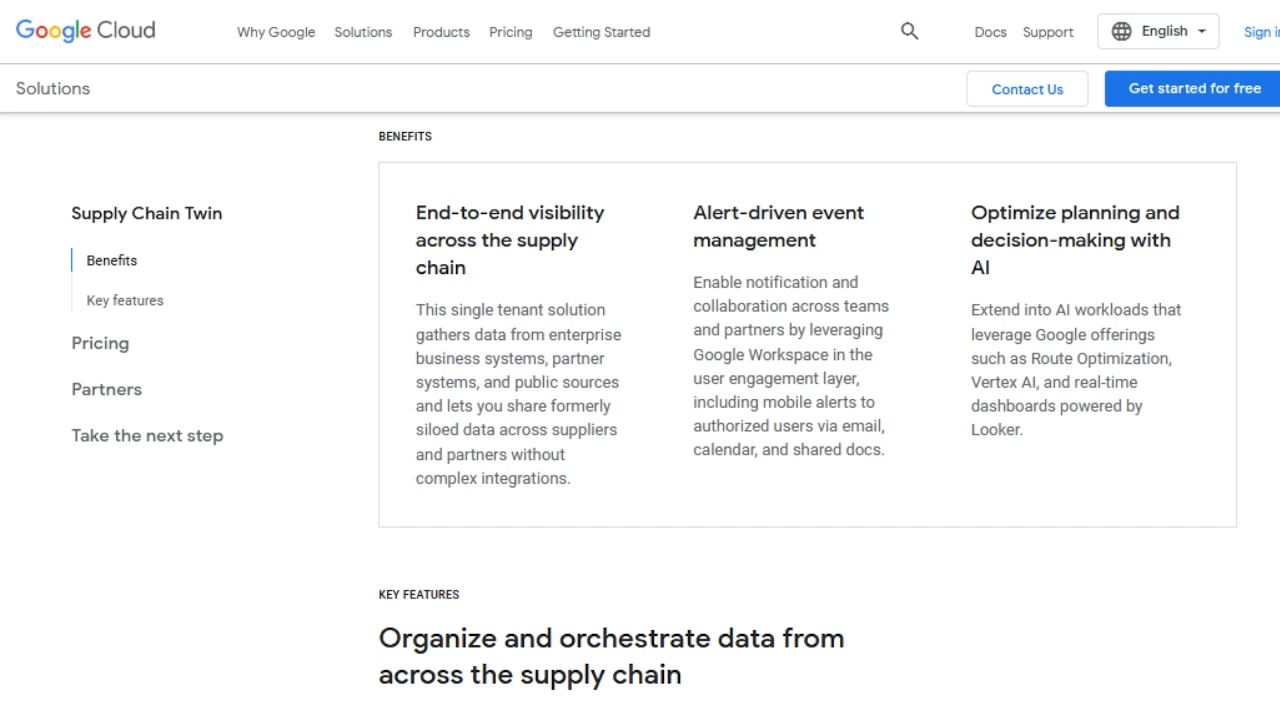 Google Cloud
Why Google
Solutions
Products
Pricing
Getting Started
Docs
Support
English
Sign i
Solutions
Contact Us
Get started for free
Supply Chain Twin
Benefits
Key features
Pricing
Partners
Take the next step
BENEFITS
End-to-end visibility
across the supply
chain
This single tenant solution
gathers data from enterprise
business systems, partner
systems, and public sources
and lets you share formerly
siloed data across suppliers
and partners without
complex integrations.
Alert-driven event
management
Enable notification and
collaboration across teams
and partners by leveraging
Google Workspace in the
user engagement layer,
including mobile alerts to
authorized users via email,
calendar, and shared docs.
Optimize planning and
decision-making with
AI
Extend into AI workloads that
leverage Google offerings
such as Route Optimization,
Vertex AI, and real-time
dashboards powered by
Looker.
KEY FEATURES
Organize and orchestrate data from
across the supply chain